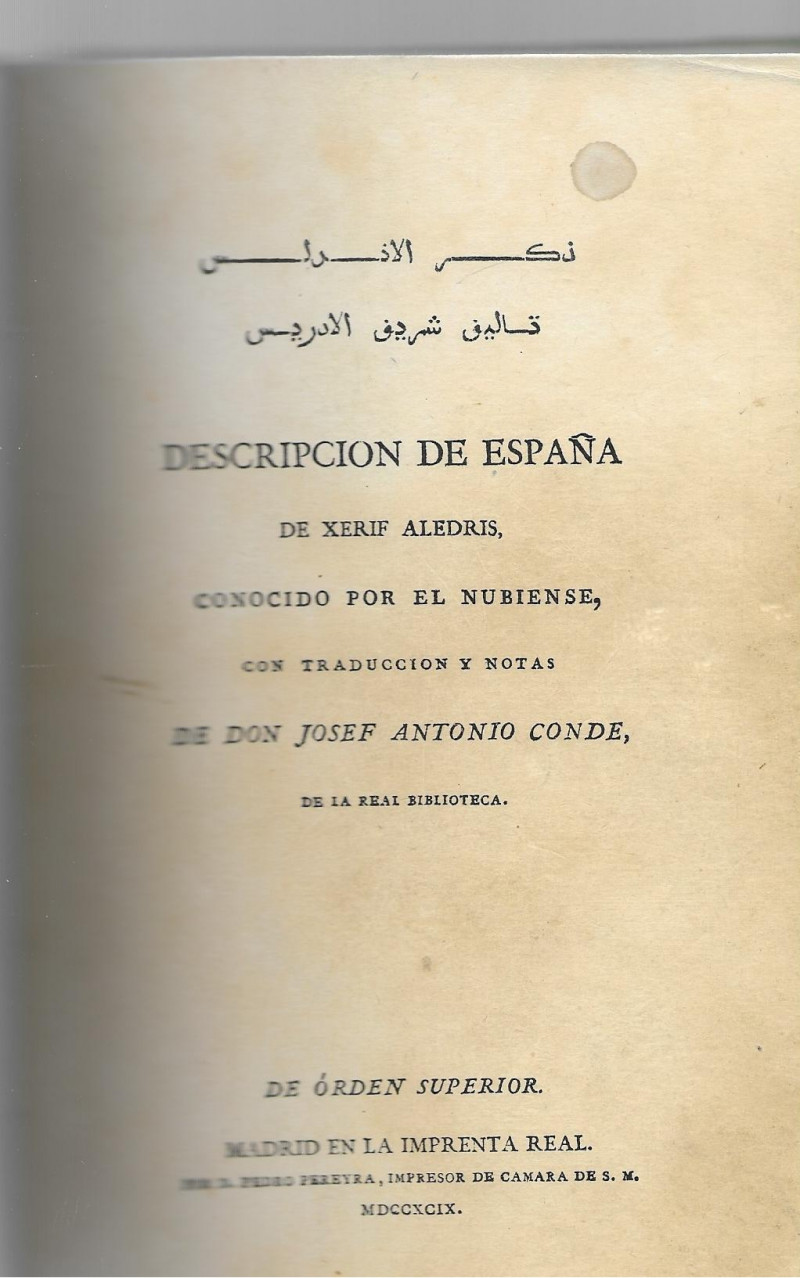 ذكر الاندلس
تاليف شريف الادريس
DESCRIPCION DE ESPAÑA
DE XERIF ALEDRIS,
CONOCIDO POR EL NUBIENSE,
CON TRADUCCION Y NOTAS
DE DON JOSEF ANTONIO CONDE,
DE LA REAL BIBLIOTECA.
DE ÓRDEN SUPERIOR.
MADRID EN LA IMPRENTA REAL.
POR D. PEDRO PEREYRA, IMPRESOR DE CAMARA DE S. M.
MDCCXCIX.